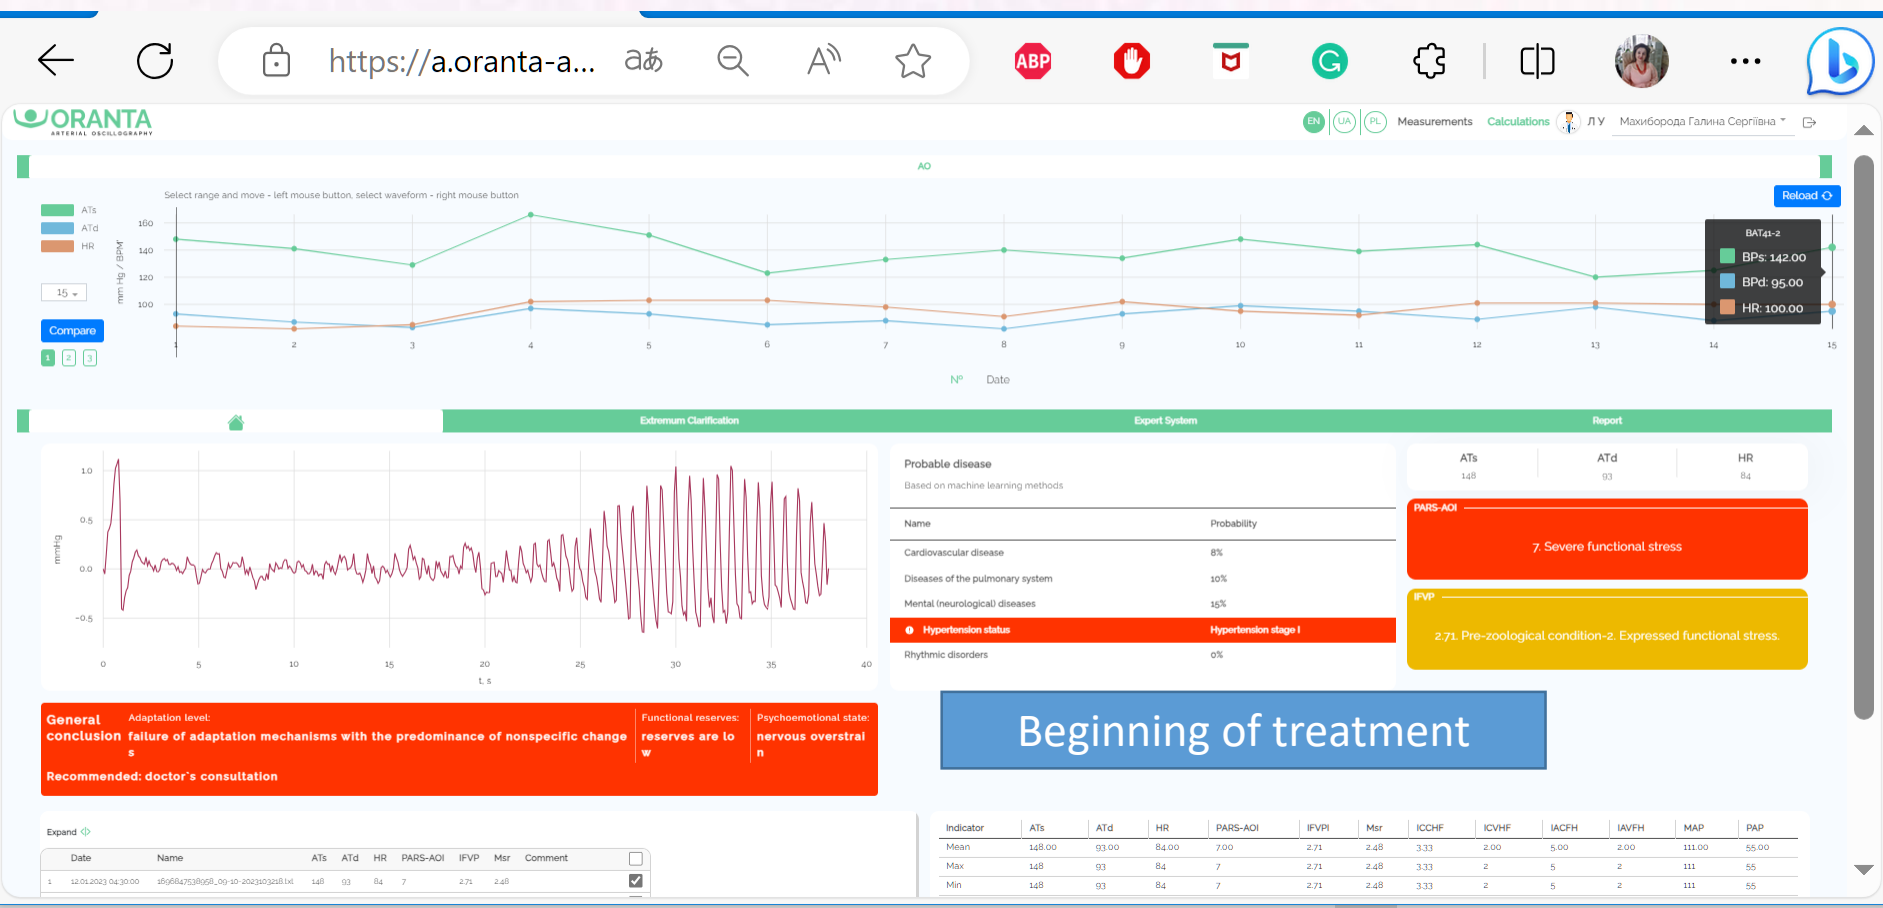 https://a.oranta-a...
aあ
ABP
ORANTA
ARTERIAL OSCILLOGRAPHY
EN UA PL Measurements Calculations Л У Махиборода Галина Сергіївна
AO
Select range and move - left mouse button, select waveform - right mouse button
Reload
ATs
ATd
HR
15
Compare
1 2 3
mm Hg / BPM
160
140
120
100
1 2 3 4 5 6 7 8 9 10 11 12 13 14 15
BAT41-2
BPs: 142.00
BPd: 95.00
HR: 100.00
Nº Date
Extremum Clarification Expert System Report
mmHg
1.0
0.5
0.0
-0.5
0 5 10 15 20 25 30 35 40
t, s
Probable disease
Based on machine learning methods
Name Probability
Cardiovascular disease 8%
Diseases of the pulmonary system 10%
Mental (neurological) diseases 15%
Hypertension status Hypertension stage I
Rhythmic disorders 0%
ATs ATd HR
148 93 84
PARS-AOI
7. Severe functional stress
IFVP
2.71. Pre-zoological condition-2. Expressed functional stress.
General conclusion
Adaptation level:
failure of adaptation mechanisms with the predominance of nonspecific change
s
Functional reserves:
reserves are lo
w
Psychoemotional state:
nervous overstrai
n
Recommended: doctor's consultation
Beginning of treatment
Expand
Date Name ATs ATd HR PARS-AOI IFVP Msr Comment
1 12.01.2023 04:30:00 1696847538958_09-10-2023103218.txt 148 93 84 7 2.71 2.48
Indicator ATs ATd HR PARS-AOI IFVPI Msr ICCHF ICVHF IACFH IAVFH MAP PAP
Mean 148.00 93.00 84.00 7.00 2.71 2.48 3.33 2.00 5.00 2.00 111.00 55.00
Max 148 93 84 7 2.71 2.48 3.33 2 5 2 111 55
Min 148 93 84 7 2.71 2.48 3.33 2 5 2 111 55